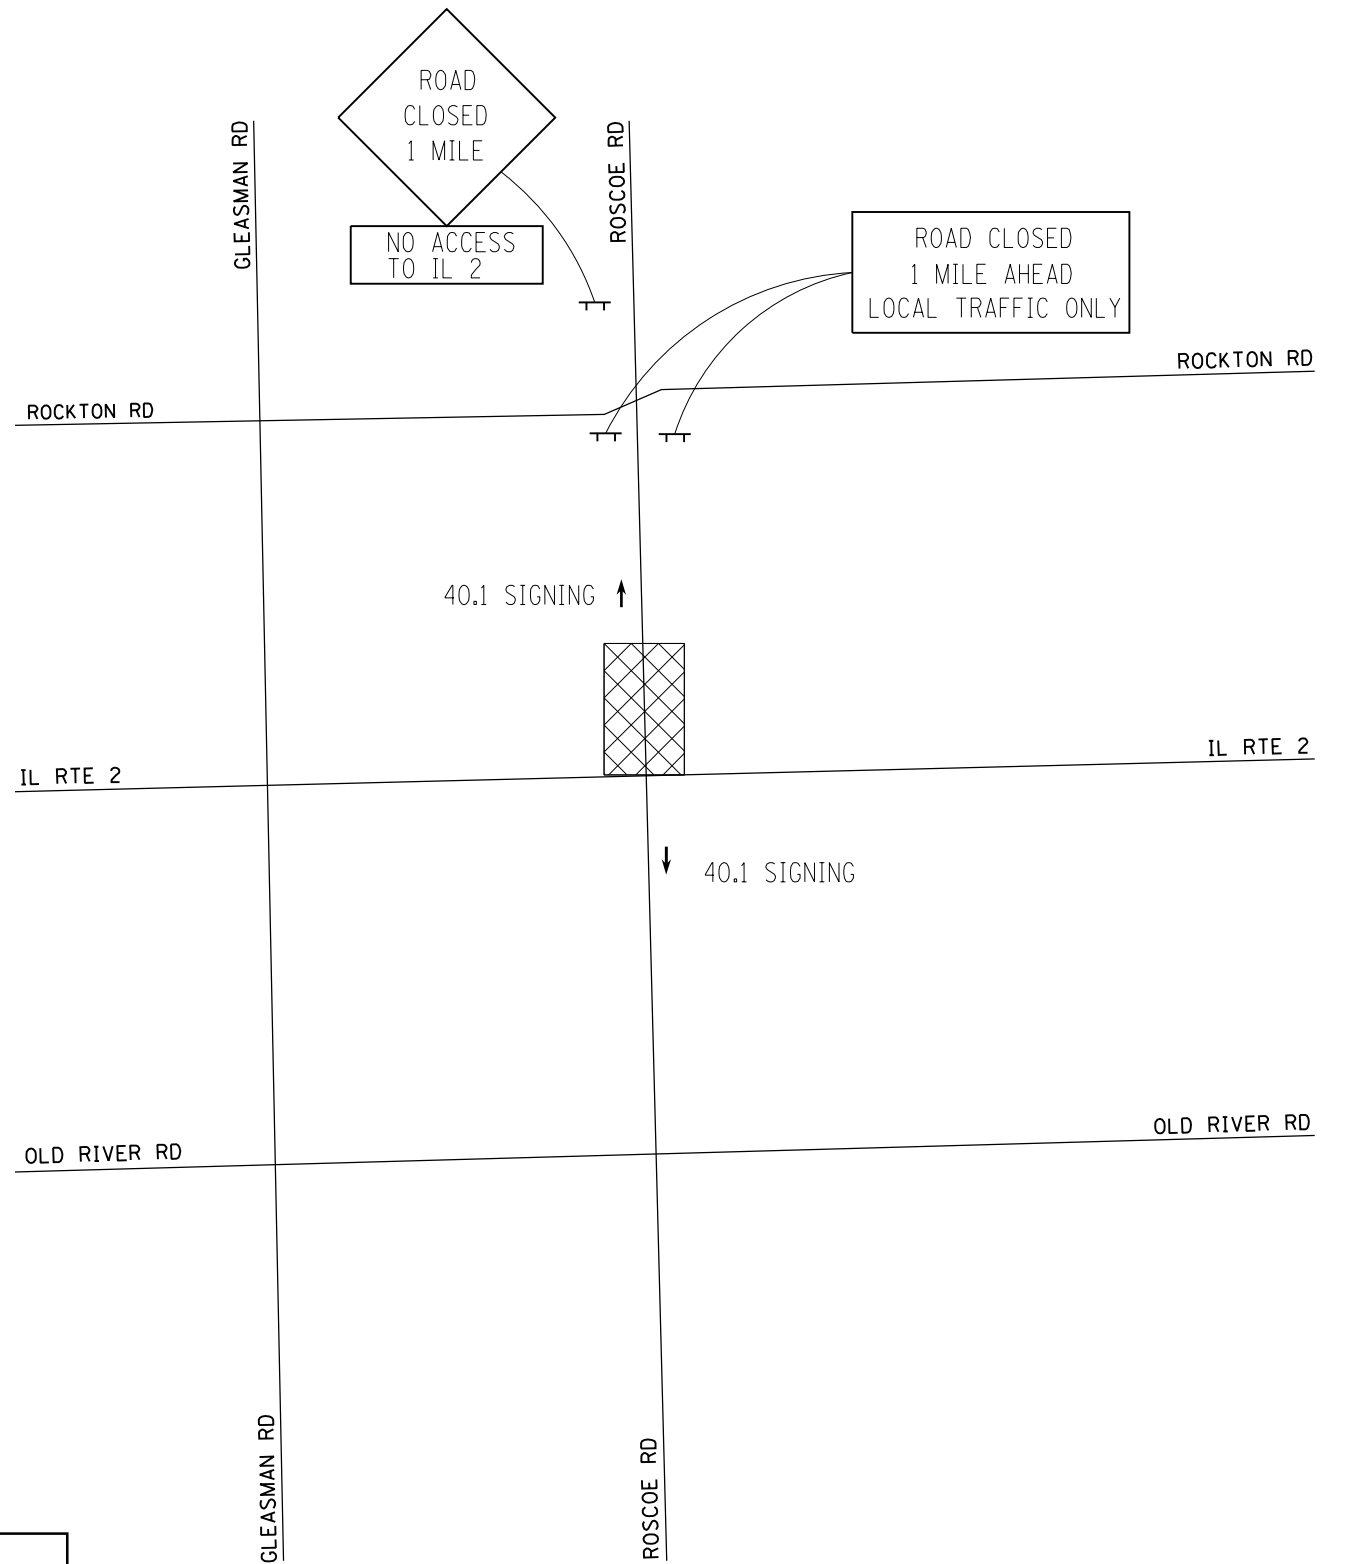 ROAD
CLOSED
1 MILE
NO ACCESS
TO IL 2
GLEASMAN RD
ROSCOE RD
ROAD CLOSED
1 MILE AHEAD
LOCAL TRAFFIC ONLY
ROCKTON RD
ROCKTON RD
40.1 SIGNING
IL RTE 2
IL RTE 2
40.1 SIGNING
OLD RIVER RD
OLD RIVER RD
GLEASMAN RD
ROSCOE RD